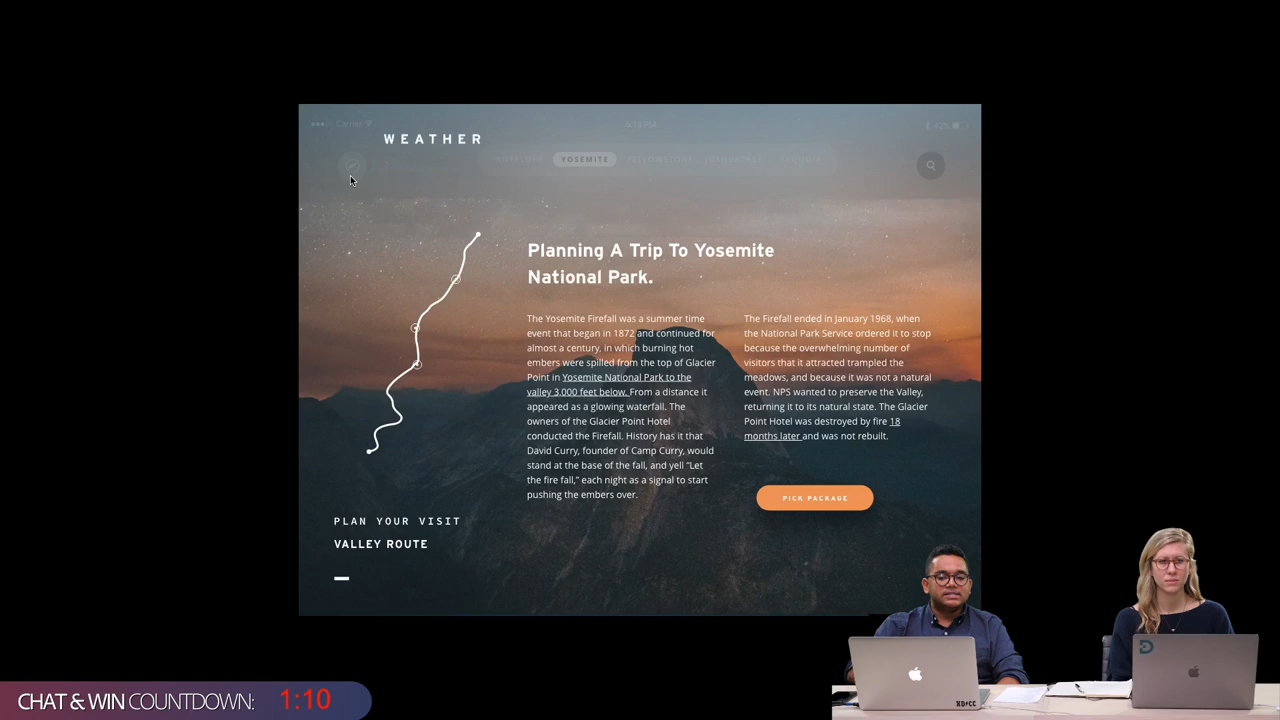 Carrier
9:12 PM
42%
WEATHER
YOSEMITE
YELLOWSTONE
SEQUOIA
Planning A Trip To Yosemite
National Park.
The Yosemite Firefall was a summer time
event that began in 1872 and continued for
almost a century, in which burning hot
embers were spilled from the top of Glacier
Point in Yosemite National Park to the
valley 3,000 feet below. From a distance it
appeared as a glowing waterfall. The
owners of the Glacier Point Hotel
conducted the Firefall. History has it that
David Curry, founder of Camp Curry, would
stand at the base of the fall, and yell “Let
the fire fall,” each night as a signal to start
pushing the embers over.
The Firefall ended in January 1968, when
the National Park Service ordered it to stop
because the overwhelming number of
visitors that it attracted trampled the
meadows, and because it was not a natural
event. NPS wanted to preserve the Valley,
returning it to its natural state. The Glacier
Point Hotel was destroyed by fire 18
months later and was not rebuilt.
PICK PACKAGE
PLAN YOUR VISIT
VALLEY ROUTE
XD/CC
CHAT & WIN COUNTDOWN: 1:10